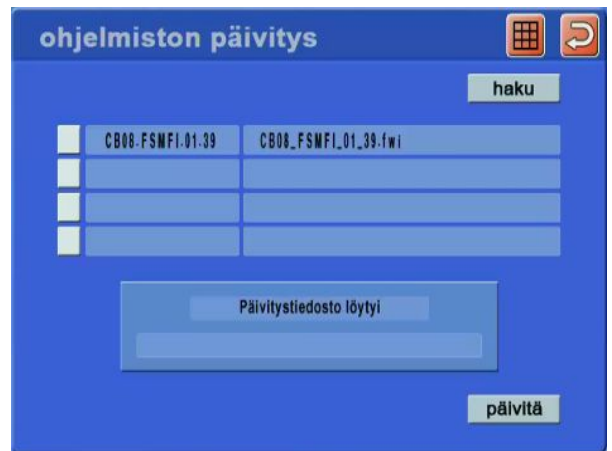 ohjelmiston päivitys
haku
CB08-FSMFI-01-39 CB08_FSMFI_01_39.fwi
Päivitystiedosto löytyi
päivitä